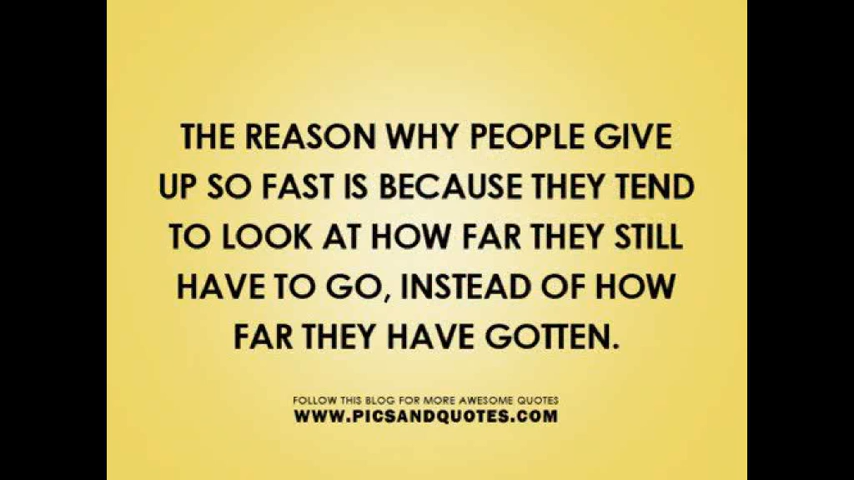 THE REASON WHY PEOPLE GIVE
UP SO FAST IS BECAUSE THEY TEND
TO LOOK AT HOW FAR THEY STILL
HAVE TO GO, INSTEAD OF HOW
FAR THEY HAVE GOTTEN.
FOLLOW THIS BLOG FOR MORE AWESOME QUOTES
WWW.PICSANDQUOTES.COM